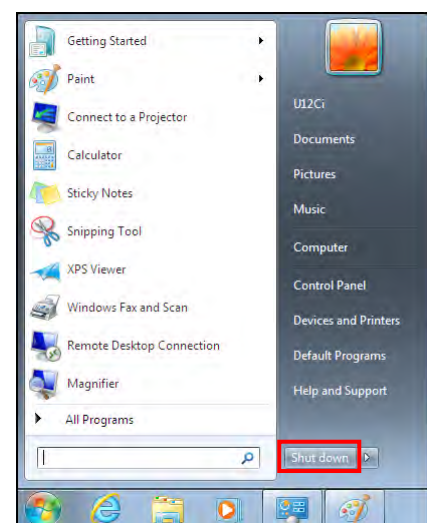 Getting Started
Paint
Connect to a Projector
Calculator
Sticky Notes
Snipping Tool
XPS Viewer
Windows Fax and Scan
Remote Desktop Connection
Magnifier
All Programs
U12Ci
Documents
Pictures
Music
Computer
Control Panel
Devices and Printers
Default Programs
Help and Support
Shut down